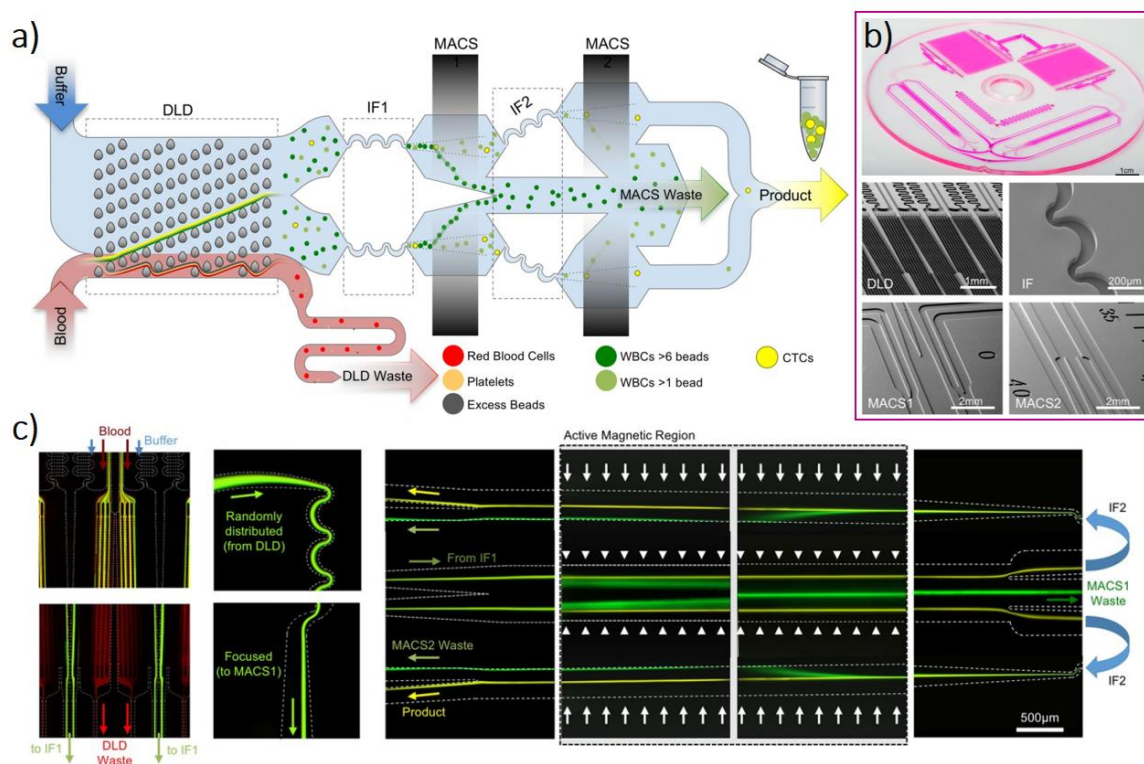 a)
Buffer
DLD
IF1
MACS
1
IF2
MACS
2
MACS Waste
Product
Blood
DLD Waste
Red Blood Cells
Platelets
Excess Beads
WBCs >6 beads
WBCs >1 bead
CTCs
b)
1cm
DLD
1mm
IF
200µm
MACS1
2mm
0
MACS2
2mm
40
35
c)
Blood
Buffer
to IF1
DLD
Waste
to IF1
Randomly
distributed
(from DLD)
Focused
(to MACS1)
Active Magnetic Region
From IF1
MACS2 Waste
Product
IF2
MACS1
Waste
IF2
500µm